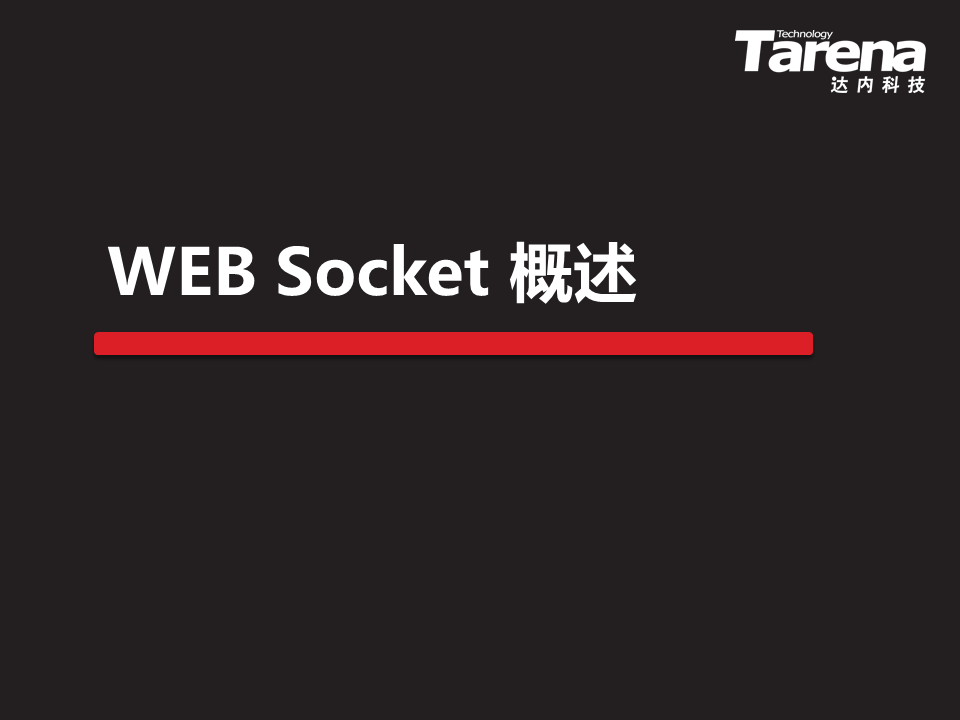 Technology
Tarena
达内科技
WEB Socket 概述